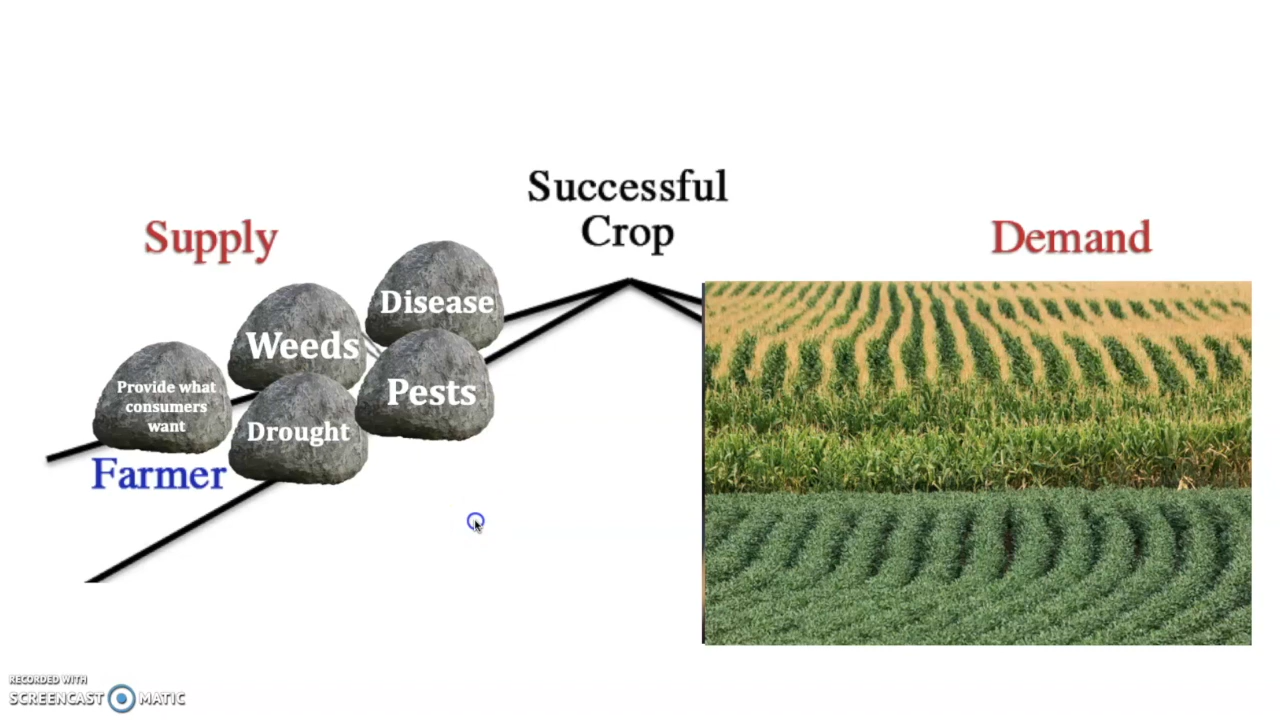 Successful
Crop
Supply
Demand
Disease
Weeds
Provide what
consumers
want
Pests
Drought
Farmer
RECORDED WITH
SCREENCAST MATIC